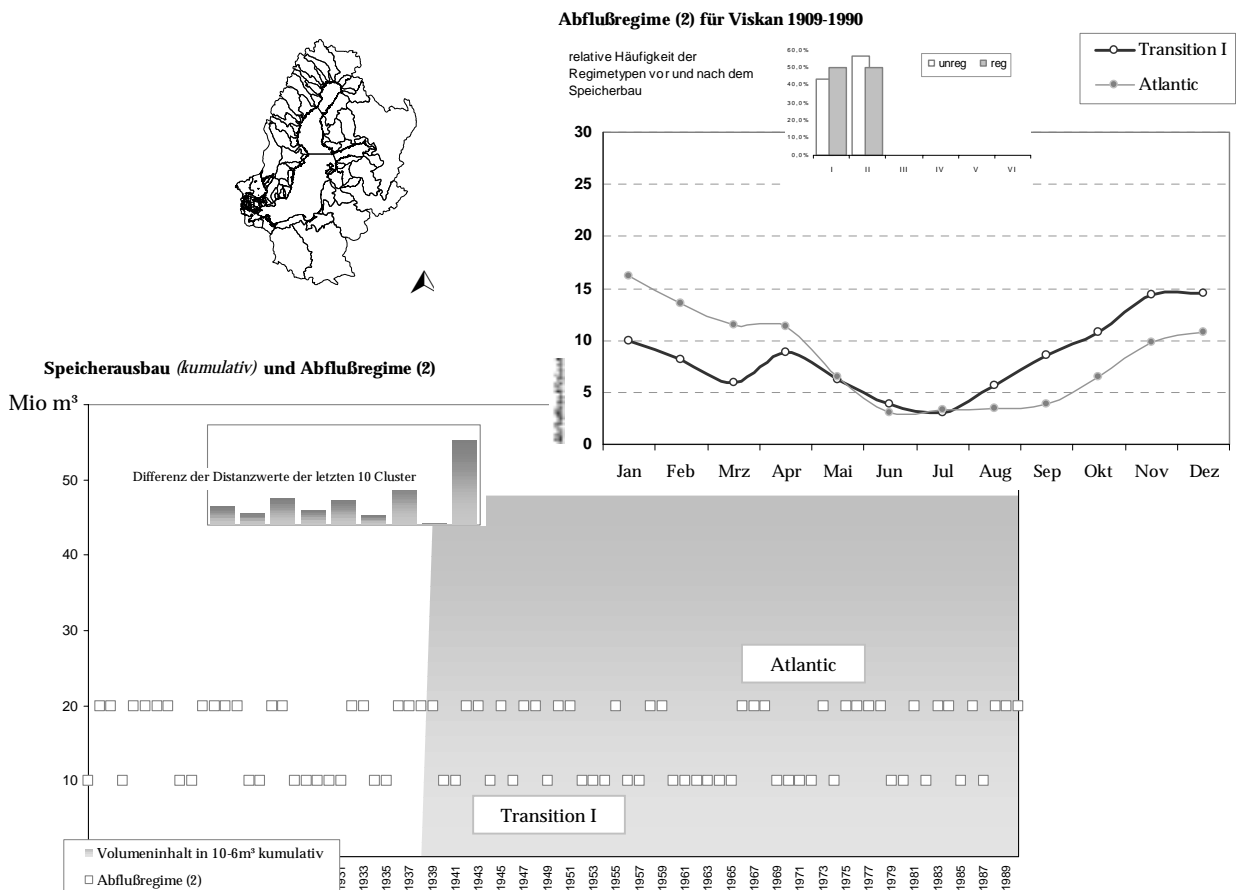 Abflußregime (2) für Viskan 1909-1990
relative Häufigkeit der
Regimetypen vor und nach dem
Speicherbau
60,0%
50,0%
40,0%
30,0%
20,0%
10,0%
0,0%
I II III IV V VI
unreg reg
Transition I
Atlantic
30
25
20
15
10
5
0
Jan Feb Mrz Apr Mai Jun Jul Aug Sep Okt Nov Dez
Speicherausbau (kumulativ) und Abflußregime (2)
Mio m³
Differenz der Distanzwerte der letzten 10 Cluster
50
40
30
20
10
Atlantic
Transition I
Volumeninhalt in 10-6m³ kumulativ
Abflußregime (2)
1931 1933 1935 1937 1939 1941 1943 1945 1947 1949 1951 1953 1955 1957 1959 1961 1963 1965 1967 1969 1971 1973 1975 1977 1979 1981 1983 1985 1987 1989